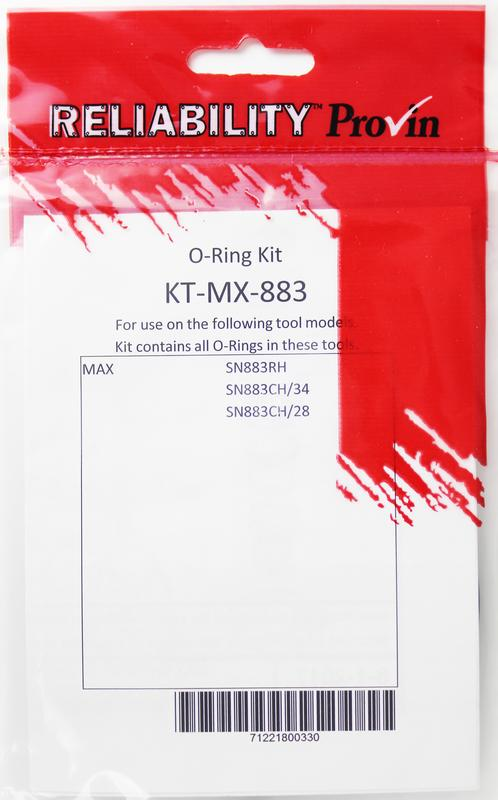 RELIABILITY™ Provin
O-Ring Kit
KT-MX-883
For use on the following tool models.
Kit contains all O-Rings in these tools.
MAX SN883RH
SN883CH/34
SN883CH/28
71221800330